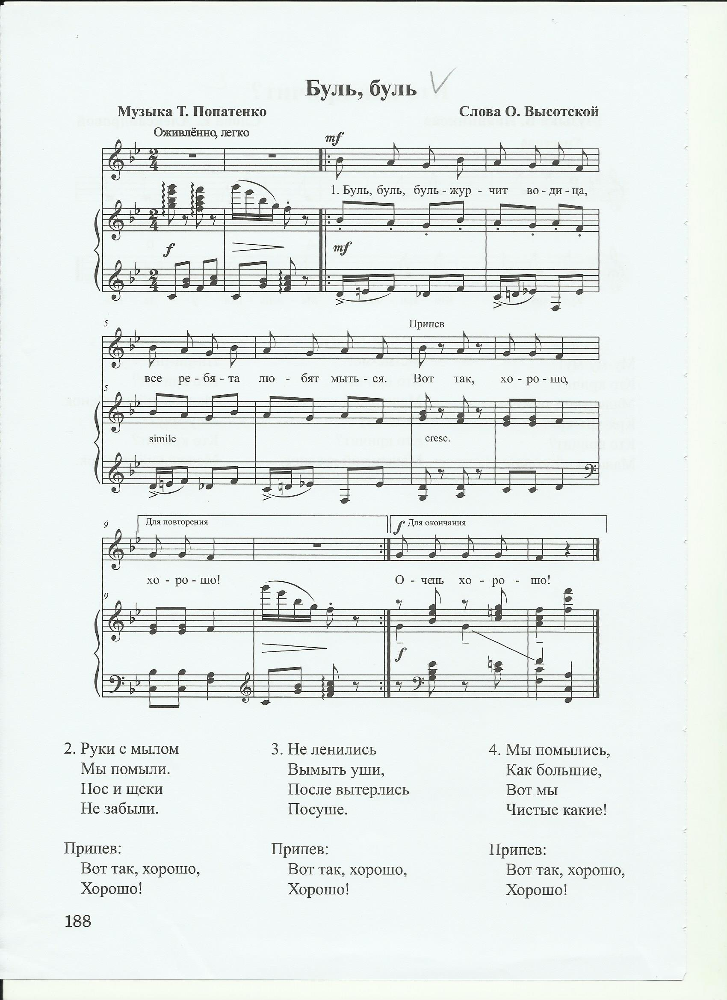 Буль, буль
Музыка Т. Попатенко
Слова О. Высотской
Оживлённо, легко
mf
1. Буль, буль, буль - жур - чит во - ди - ца,
f
mf
5
Припев
все ре - бя - та лю - бят мыть - ся. Вот так, хо - ро - шо,
5
simile
cresc.
9
Для повторения
f Для окончания
хо - ро - шо!
О - чень хо - ро - шо!
9
f
2. Руки с мылом
Мы помыли.
Нос и щеки
Не забыли.
Припев:
Вот так, хорошо,
Хорошо!
3. Не ленились
Вымыть уши,
После вытерлись
Посуше.
Припев:
Вот так, хорошо,
Хорошо!
4. Мы помылись,
Как большие,
Вот мы
Чистые какие!
Припев:
Вот так, хорошо,
Хорошо!
188